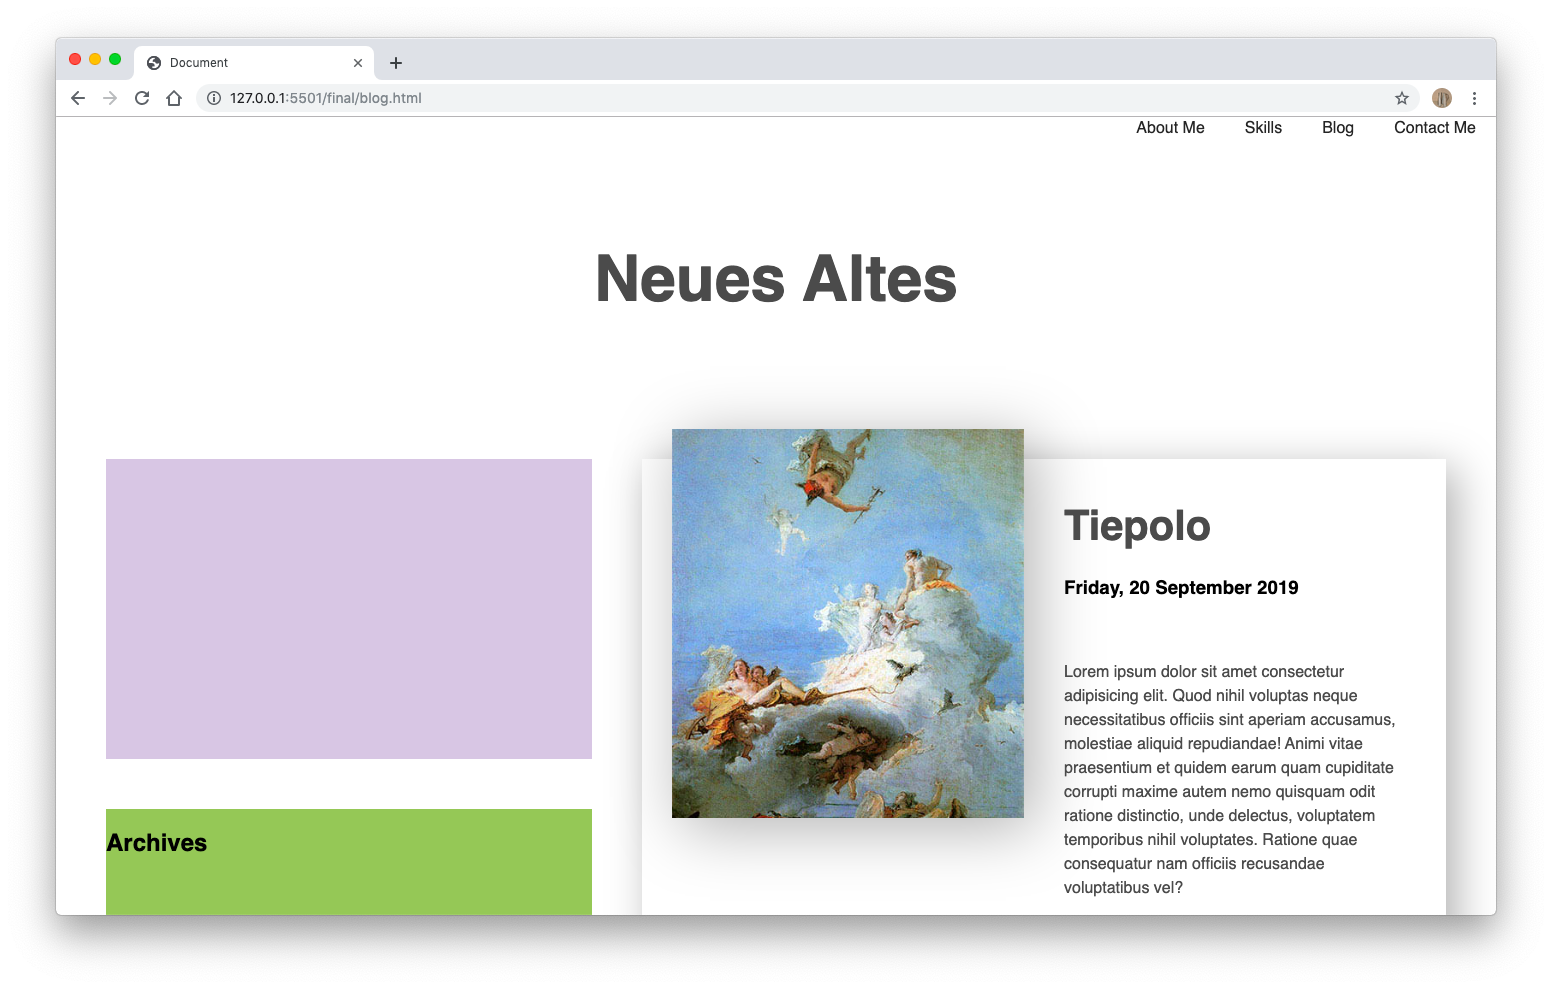 Document
127.0.0.1:5501/final/blog.html
About Me Skills Blog Contact Me
Neues Altes
Tiepolo
Friday, 20 September 2019
Lorem ipsum dolor sit amet consectetur
adipisicing elit. Quod nihil voluptas neque
necessitatibus officiis sint aperiam accusamus,
molestiae aliquid repudiandae! Animi vitae
praesentium et quidem earum quam cupiditate
corrupti maxime autem nemo quisquam odit
ratione distinctio, unde delectus, voluptatem
temporibus nihil voluptates. Ratione quae
consequatur nam officiis recusandae
voluptatibus vel?
Archives